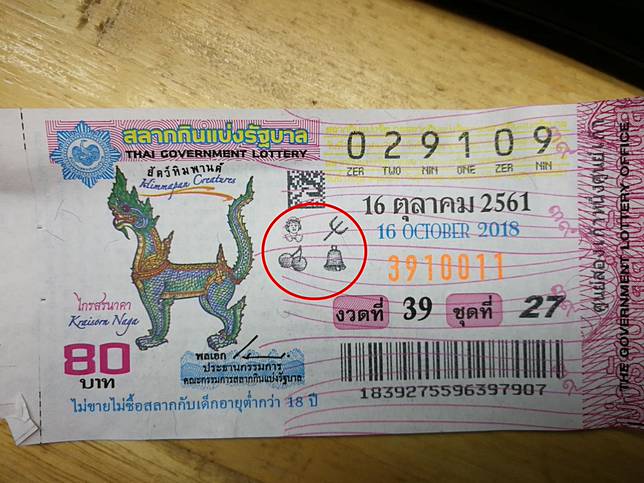 สลากกินแบ่งรัฐบาล
THAI GOVERNMENT LOTTERY
029109
ZER TWO NIN ONE ZER NIN
สัตว์หิมพานต์
Himmapan Creatures
16 ตุลาคม 2561
16 OCTOBER 2018
3910011
งวดที่ 39 ชุดที่ 27
ไกรสรนาคา
Kraisorn Naga
80
บาท
พลเอก
ประธานกรรมการ
คณะกรรมการสลากกินแบ่งรัฐบาล
1839275596397907
ไม่ขายไม่ซื้อสลากกับเด็กอายุต่ำกว่า 18 ปี
THE GOVERNMENT LOTTERY OFFICE